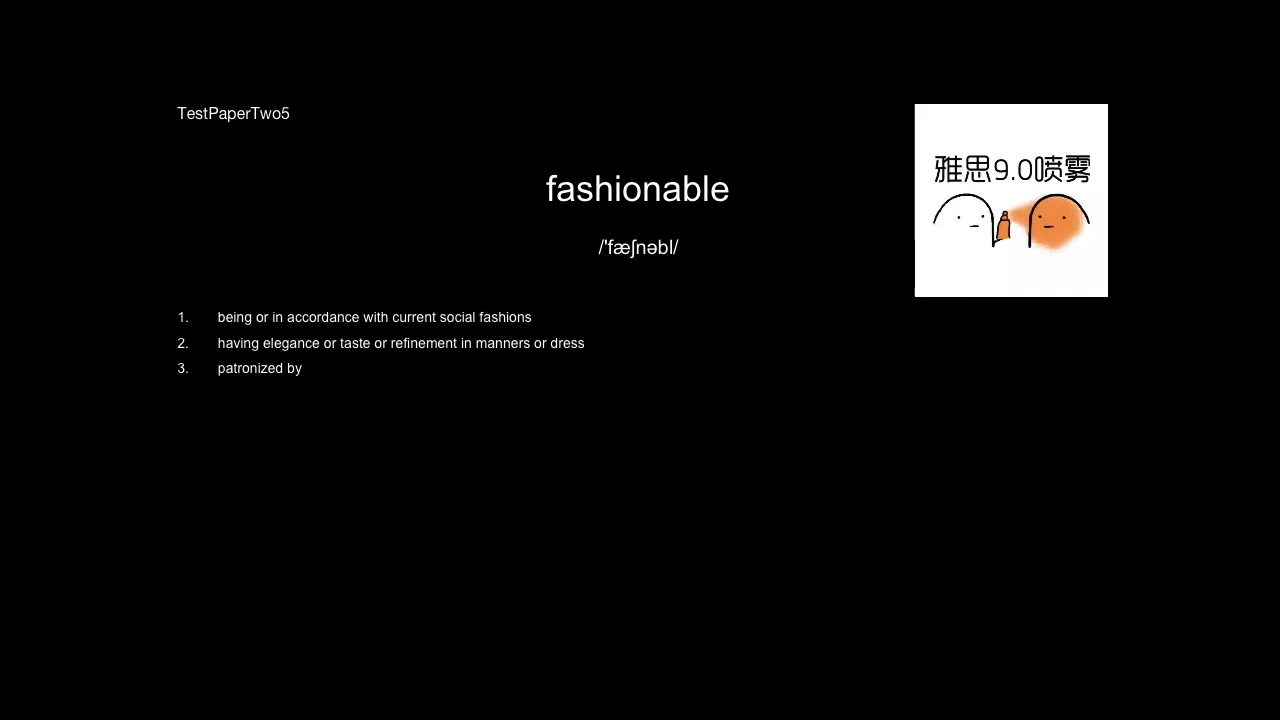 TestPaperTwo5
雅思9.0喷雾
fashionable
/'fæʃnəbl/
1. being or in accordance with current social fashions
2. having elegance or taste or refinement in manners or dress
3. patronized by